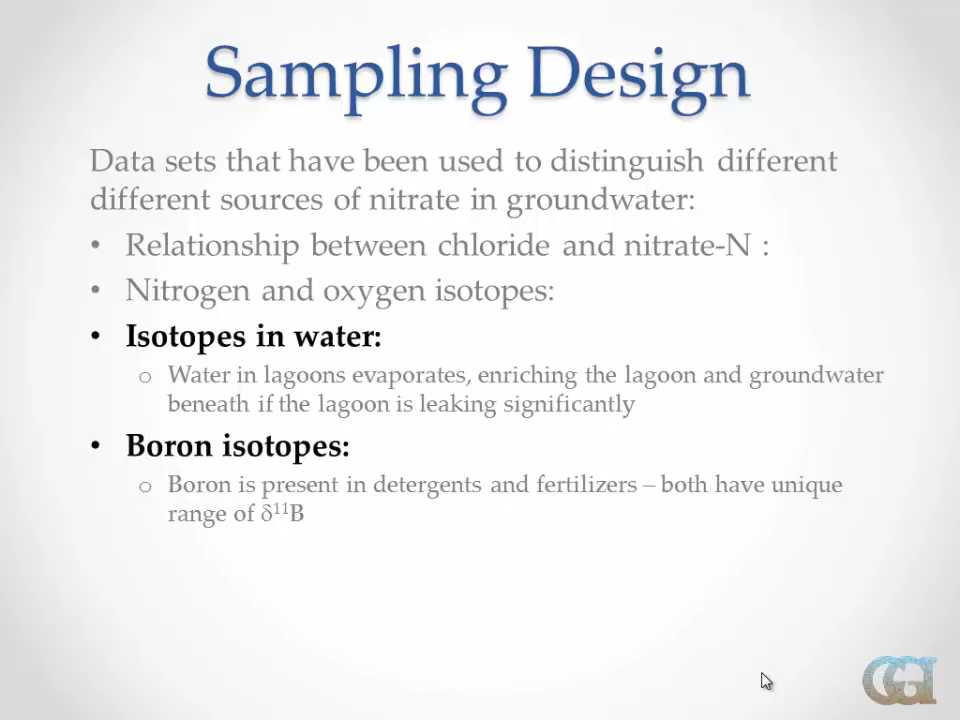 Sampling Design
Data sets that have been used to distinguish different
different sources of nitrate in groundwater:
• Relationship between chloride and nitrate-N :
• Nitrogen and oxygen isotopes:
• Isotopes in water:
o Water in lagoons evaporates, enriching the lagoon and groundwater
beneath if the lagoon is leaking significantly
• Boron isotopes:
o Boron is present in detergents and fertilizers – both have unique
range of δ¹¹B
CGI